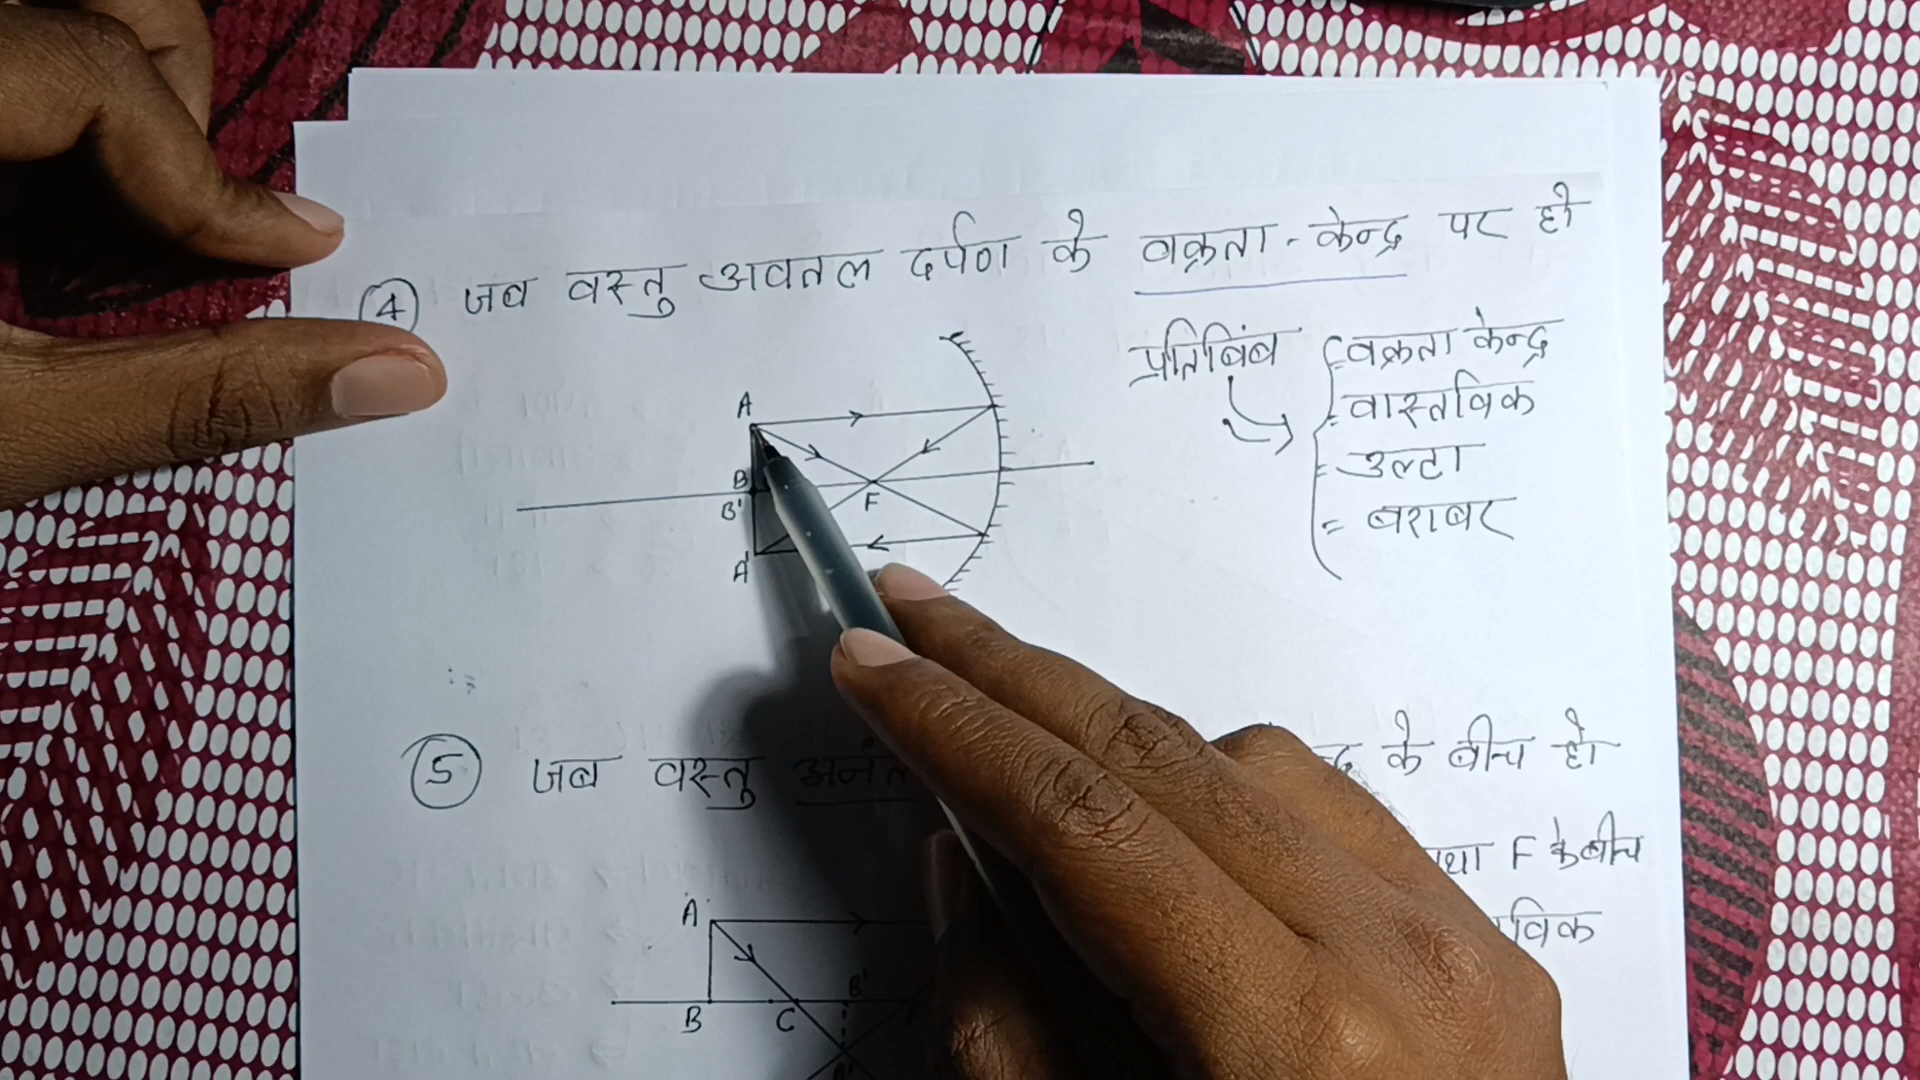 ④ जब वस्तु अवतल दर्पण के वक्रता-केन्द्र पर हो
प्रतिबिंब
= वक्रता केन्द्र
= वास्तविक
= उल्टा
= बराबर
A
B
B'
F
A'
⑤ जब वस्तु के बीच हो
F के बीच
A
B'
B C F